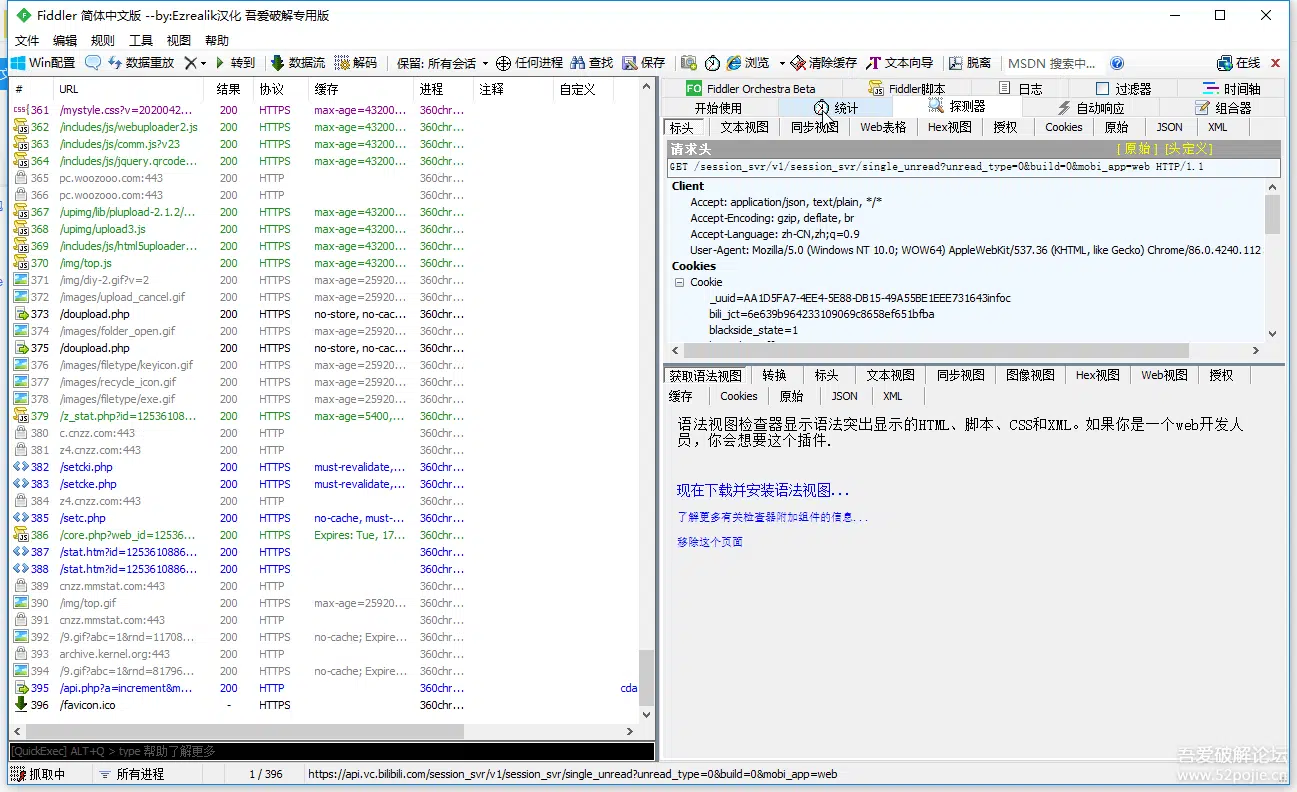 Fiddler 简体中文版 --by:Ezrealik汉化 吾爱破解专用版
文件 编辑 规则 工具 视图 帮助
Win配置 数据重放 转到 数据流 解码 保留: 所有会话 任何进程 查找 保存 浏览 清除缓存 文本向导 脱离 MSDN 搜索中... 在线
# URL 结果 协议 缓存 进程 注释 自定义
361 /mystyle.css?v=2020042... 200 HTTPS max-age=43200... 360chr...
362 /includes/js/webuploader2.js 200 HTTPS max-age=43200... 360chr...
363 /includes/js/comm.js?v23 200 HTTPS max-age=43200... 360chr...
364 /includes/js/jquery.qrcode... 200 HTTPS max-age=43200... 360chr...
365 pc.woozooo.com:443 200 HTTP 360chr...
366 pc.woozooo.com:443 200 HTTP 360chr...
367 /upimg/lib/plupload-2.1.2/... 200 HTTPS max-age=43200... 360chr...
368 /upimg/upload3.js 200 HTTPS max-age=43200... 360chr...
369 /includes/js/html5uploader... 200 HTTPS max-age=43200... 360chr...
370 /img/top.js 200 HTTPS max-age=43200... 360chr...
371 /img/diy-2.gif?v=2 200 HTTPS max-age=25920... 360chr...
372 /images/upload_cancel.gif 200 HTTPS max-age=25920... 360chr...
373 /doupload.php 200 HTTPS no-store, no-cac... 360chr...
374 /images/folder_open.gif 200 HTTPS max-age=25920... 360chr...
375 /doupload.php 200 HTTPS no-store, no-cac... 360chr...
376 /images/filetype/keyicon.gif 200 HTTPS max-age=25920... 360chr...
377 /images/recycle_icon.gif 200 HTTPS max-age=25920... 360chr...
378 /images/filetype/exe.gif 200 HTTPS max-age=25920... 360chr...
379 /z_stat.php?id=12536108... 200 HTTPS max-age=5400,... 360chr...
380 c.cnzz.com:443 200 HTTP 360chr...
381 z4.cnzz.com:443 200 HTTP 360chr...
382 /setcki.php 200 HTTPS must-revalidate,... 360chr...
383 /setcke.php 200 HTTPS must-revalidate,... 360chr...
384 z4.cnzz.com:443 200 HTTP 360chr...
385 /setc.php 200 HTTPS no-cache, must-... 360chr...
386 /core.php?web_id=12536... 200 HTTPS Expires: Tue, 17... 360chr...
387 /stat.htm?id=1253610886... 200 HTTPS 360chr...
388 /stat.htm?id=1253610886... 200 HTTPS 360chr...
389 cnzz.mmstat.com:443 200 HTTP 360chr...
390 /img/top.gif 200 HTTPS max-age=25920... 360chr...
391 cnzz.mmstat.com:443 200 HTTP 360chr...
392 /9.gif?abc=1&rnd=11708... 200 HTTPS no-cache; Expire... 360chr...
393 archive.kernel.org:443 200 HTTP 360chr...
394 /9.gif?abc=1&rnd=81796... 200 HTTPS no-cache; Expire... 360chr...
395 /api.php?a=increment&m... 200 HTTP 360chr... cda
396 /favicon.ico - HTTPS 360chr...
[QuickExec] ALT+Q > type 帮助了解更多
FO Fiddler Orchestra Beta Fiddler脚本 日志 过滤器 时间轴
开始使用 统计 探测器 自动响应 组合器
标头 文本视图 同步视图 Web表格 Hex视图 授权 Cookies 原始 JSON XML
请求头 [ 原始 ] [头定义]
GET /session_svr/v1/session_svr/single_unread?unread_type=0&build=0&mobi_app=web HTTP/1.1
Client
Accept: application/json, text/plain, */*
Accept-Encoding: gzip, deflate, br
Accept-Language: zh-CN,zh;q=0.9
User-Agent: Mozilla/5.0 (Windows NT 10.0; WOW64) AppleWebKit/537.36 (KHTML, like Gecko) Chrome/86.0.4240.112
Cookies
Cookie
_uuid=AA1D5FA7-4EE4-5E88-DB15-49A55BE1EEE731643infoc
bili_jct=6e639b964233109069c8658ef651bfba
blackside_state=1
获取语法视图 转换 标头 文本视图 同步视图 图像视图 Hex视图 Web视图 授权
缓存 Cookies 原始 JSON XML
语法视图检查器显示语法突出显示的HTML、脚本、CSS和XML。如果你是一个web开发人
员，你会想要这个插件.
现在下载并安装语法视图...
了解更多有关检查器附加组件的信息...
移除这个页面
抓取中 所有进程 1 / 396 https://api.vc.bilibili.com/session_svr/v1/session_svr/single_unread?unread_type=0&build=0&mobi_app=web
吾爱破解论坛
www.52pojie.cn